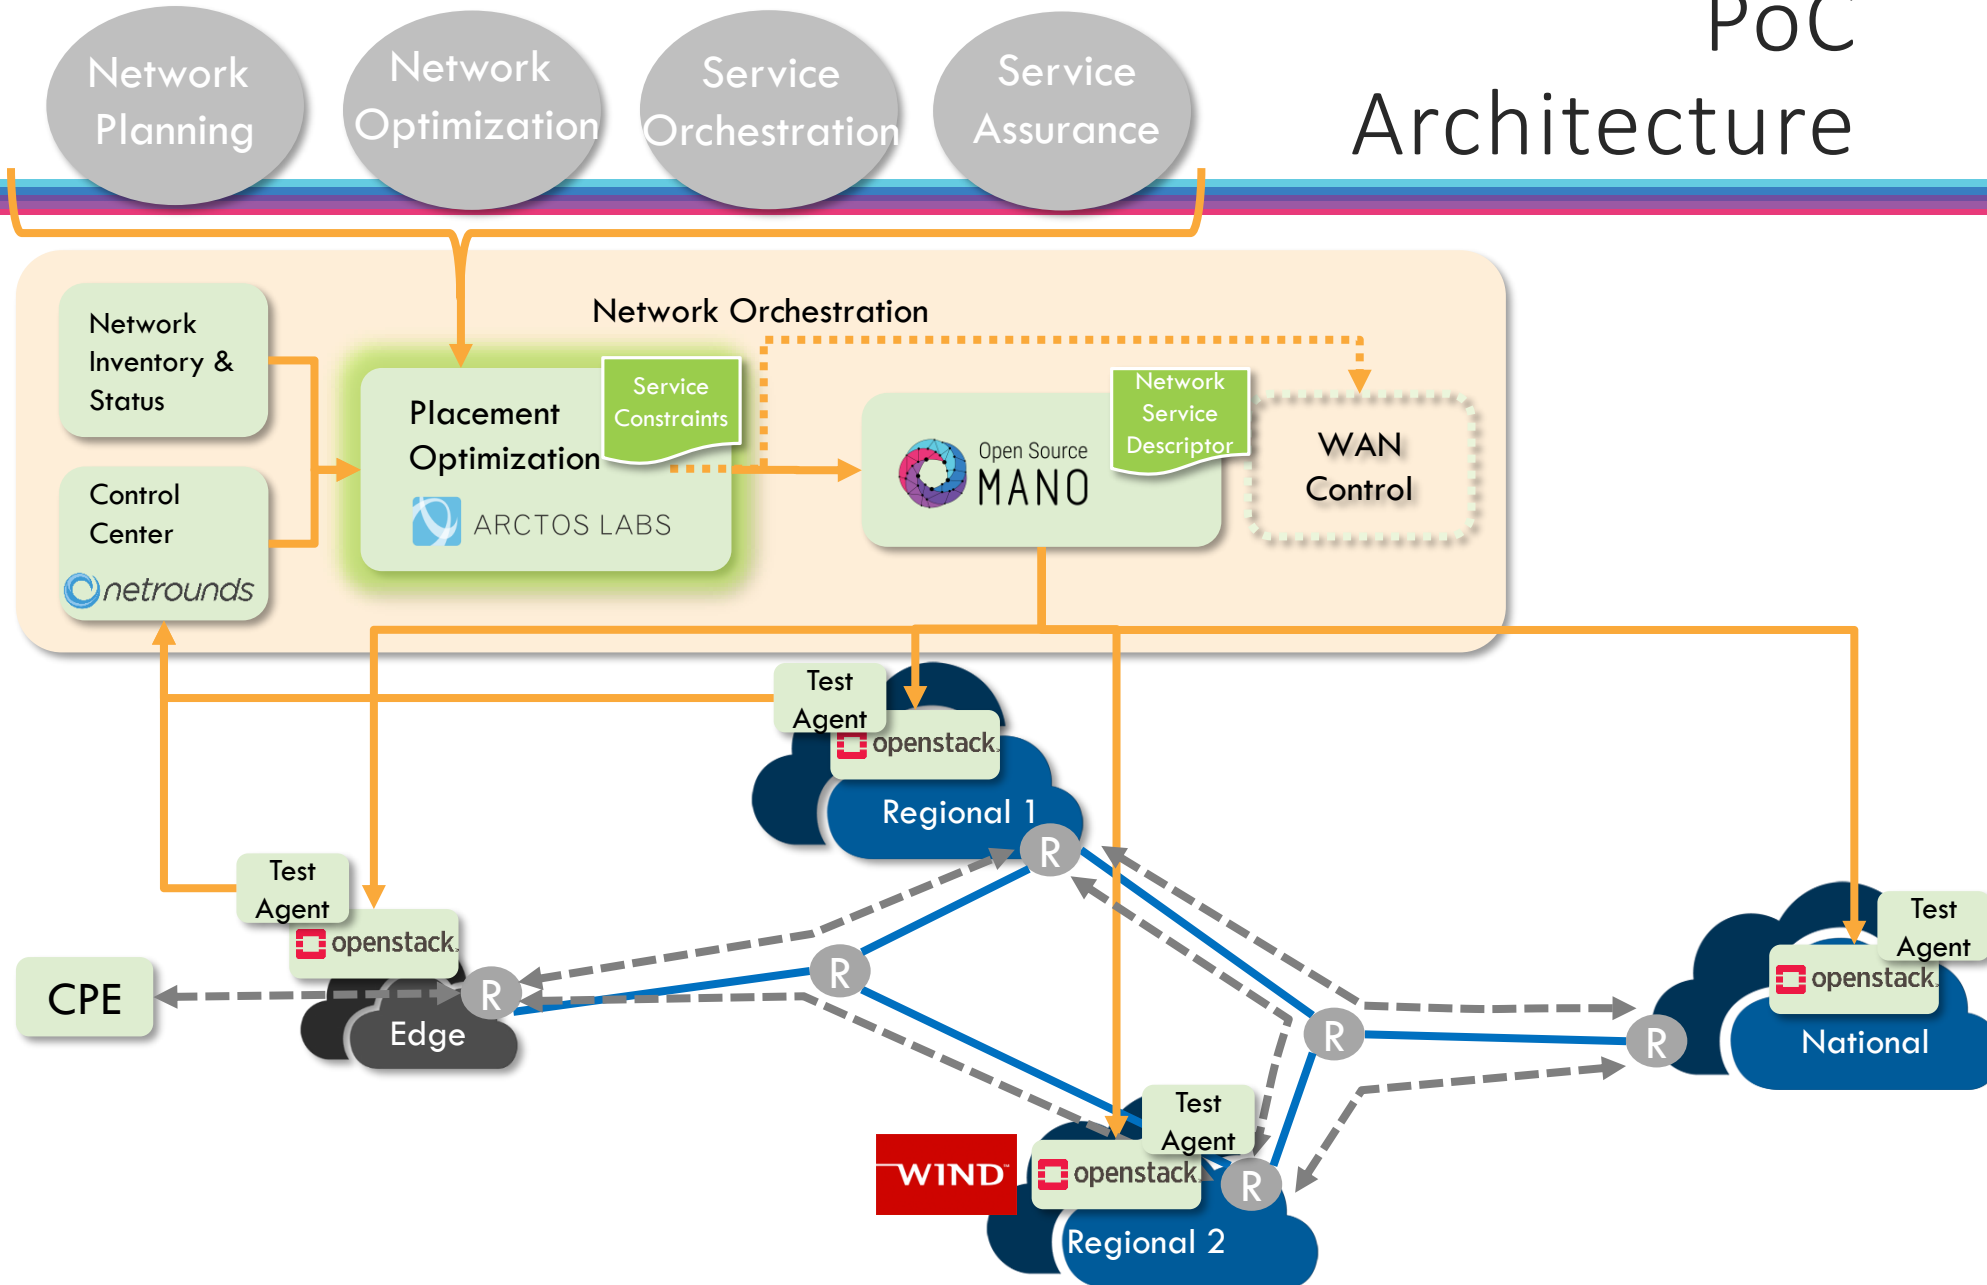 PoC
Architecture
Network
Planning
Network
Optimization
Service
Orchestration
Service
Assurance
Network Orchestration
Network
Inventory &
Status
Control
Center
netrounds
Placement
Optimization
ARCTOS LABS
Service
Constraints
Open Source
MANO
Network
Service
Descriptor
WAN
Control
Test
Agent
openstack.
Regional 1
R
Test
Agent
openstack.
R
Edge
CPE
R
R
R
Test
Agent
openstack.
National
WIND™
Test
Agent
openstack.
R
Regional 2